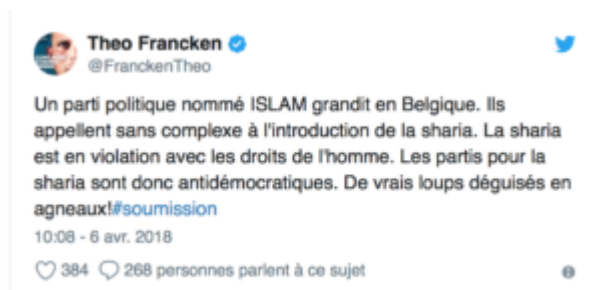 Theo Francken
@FranckenTheo
Un parti politique nommé ISLAM grandit en Belgique. Ils
appellent sans complexe à l'introduction de la sharia. La sharia
est en violation avec les droits de l'homme. Les partis pour la
sharia sont donc antidémocratiques. De vrais loups déguisés en
agneaux!#soumission
10:08 - 6 avr. 2018
384 268 personnes parlent à ce sujet